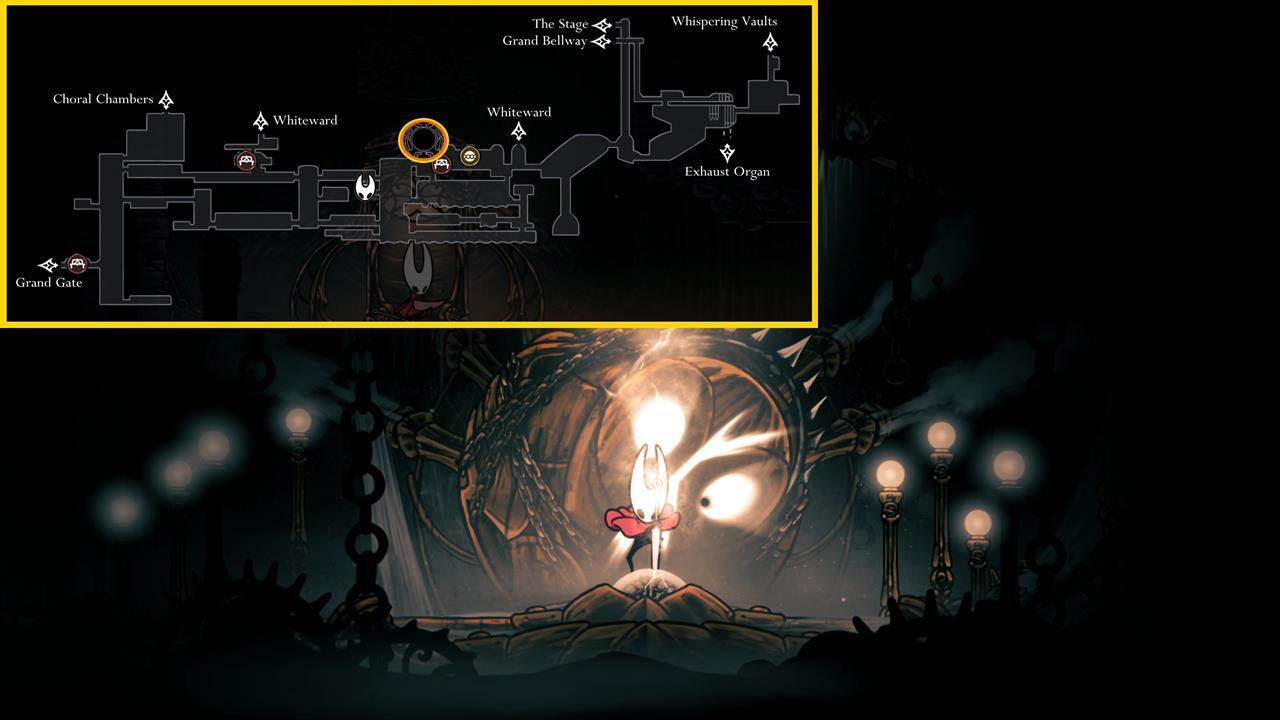 The Stage
Whispering Vaults
Grand Bellway
Choral Chambers
Whiteward
Whiteward
Exhaust Organ
Grand Gate